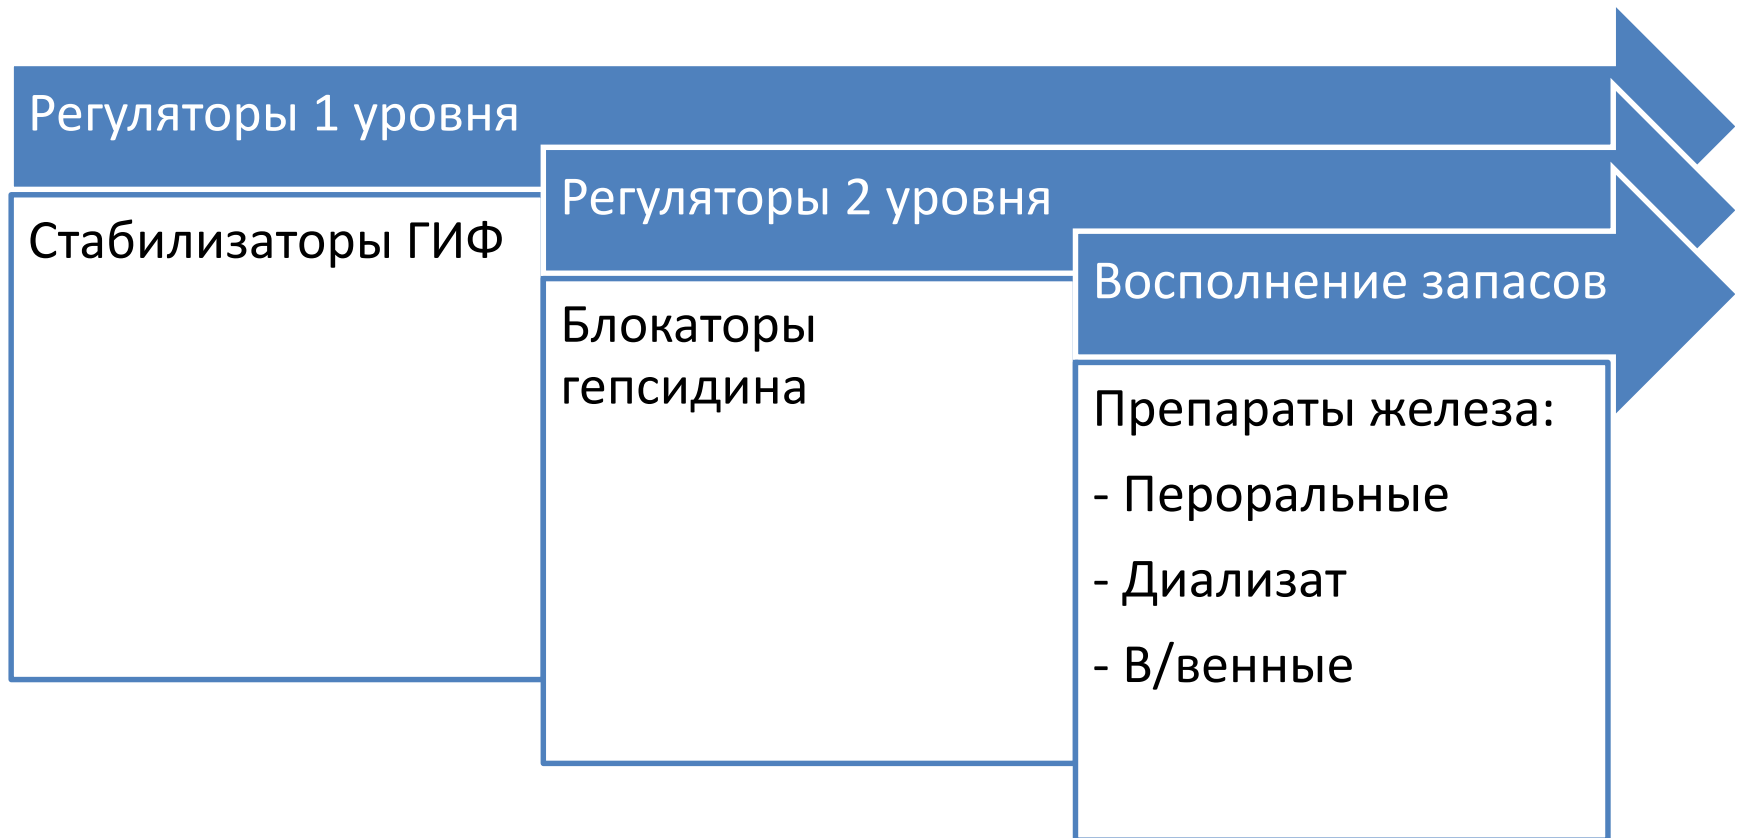 Регуляторы 1 уровня
Стабилизаторы ГИФ
Регуляторы 2 уровня
Блокаторы
гепсидина
Восполнение запасов
Препараты железа:
- Пероральные
- Диализат
- В/венные